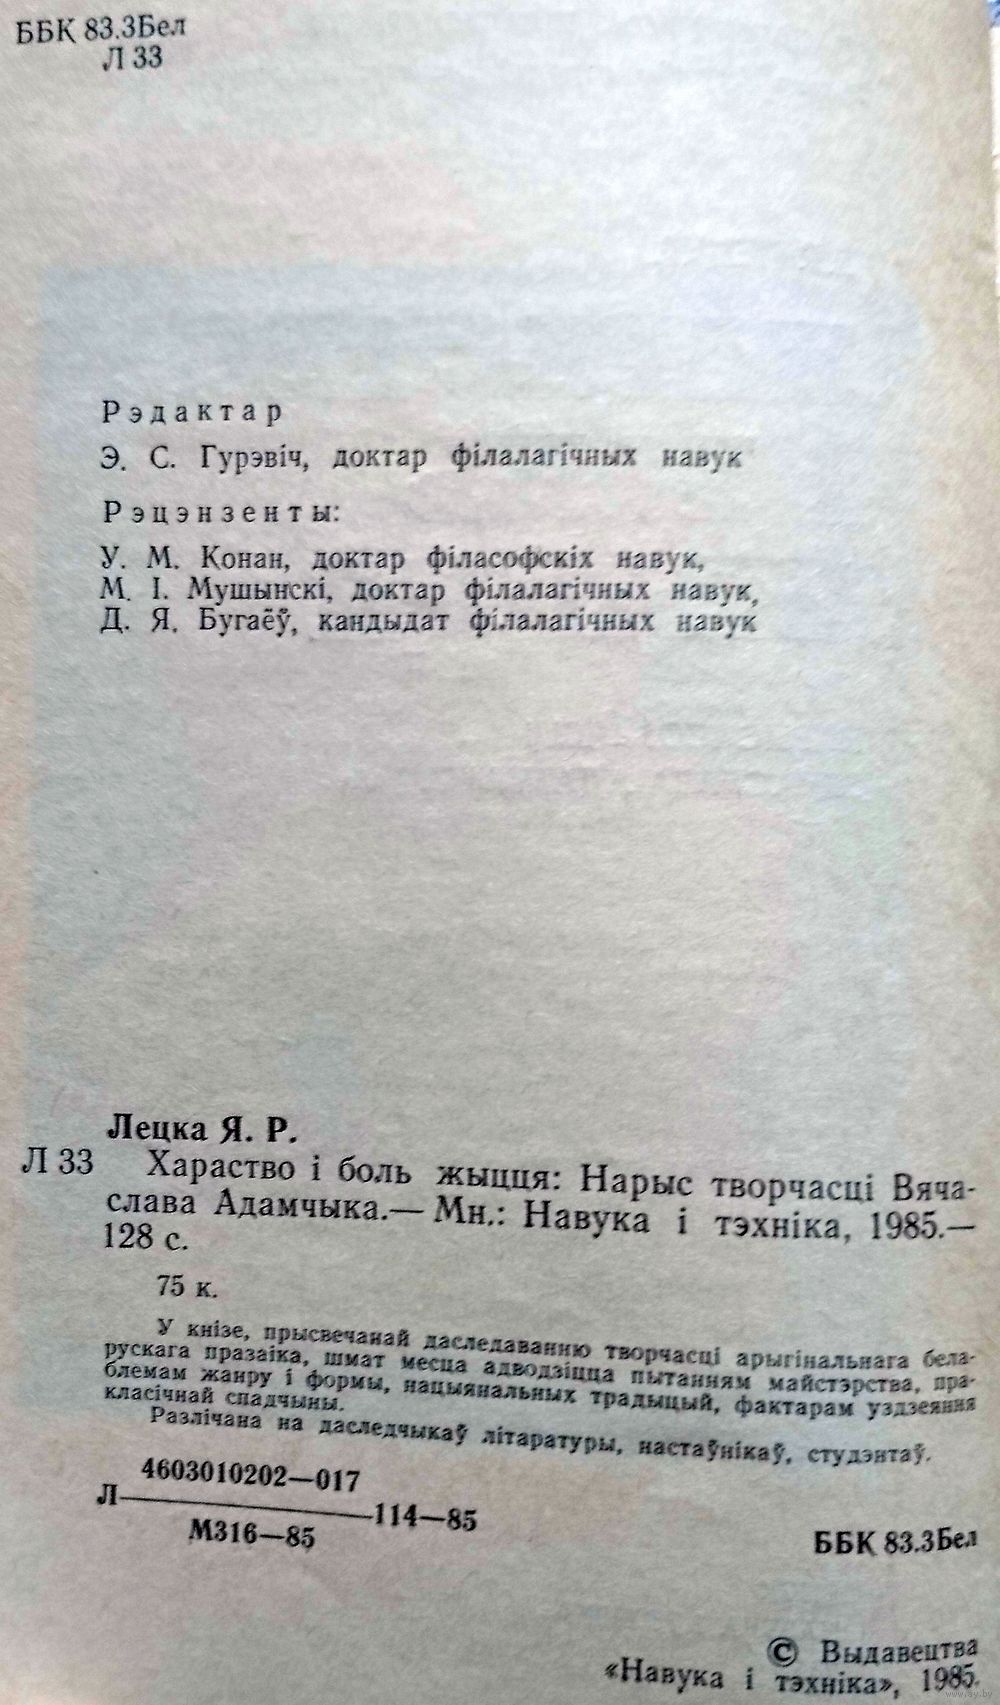 ББК 83.3Бел
Л 33
Рэдактар
Э. С. Гурэвіч, доктар філалагічных навук
Рэцэнзенты:
У. М. Конан, доктар філасофскіх навук,
М. І. Мушынскі, доктар філалагічных навук,
Д. Я. Бугаёў, кандыдат філалагічных навук
Лецка Я. Р.
Л 33 Хараство і боль жыцця: Нарыс творчасці Вяча-
слава Адамчыка.— Мн.: Навука і тэхніка, 1985.—
128 с.
75 к.
У кнізе, прысвечанай даследаванню творчасці арыгінальнага бела-
рускага празаіка, шмат месца адводзіцца пытанням майстэрства, пра-
блемам жанру і формы, нацыянальных традыцый, фактарам уздзеяння
класічнай спадчыны.
Разлічана на даследчыкаў літаратуры, настаўнікаў, студэнтаў.
4603010202—017
Л———114—85
М316—85
ББК 83.3Бел
© Выдавецтва
«Навука і тэхніка», 1985.
www.ay.by